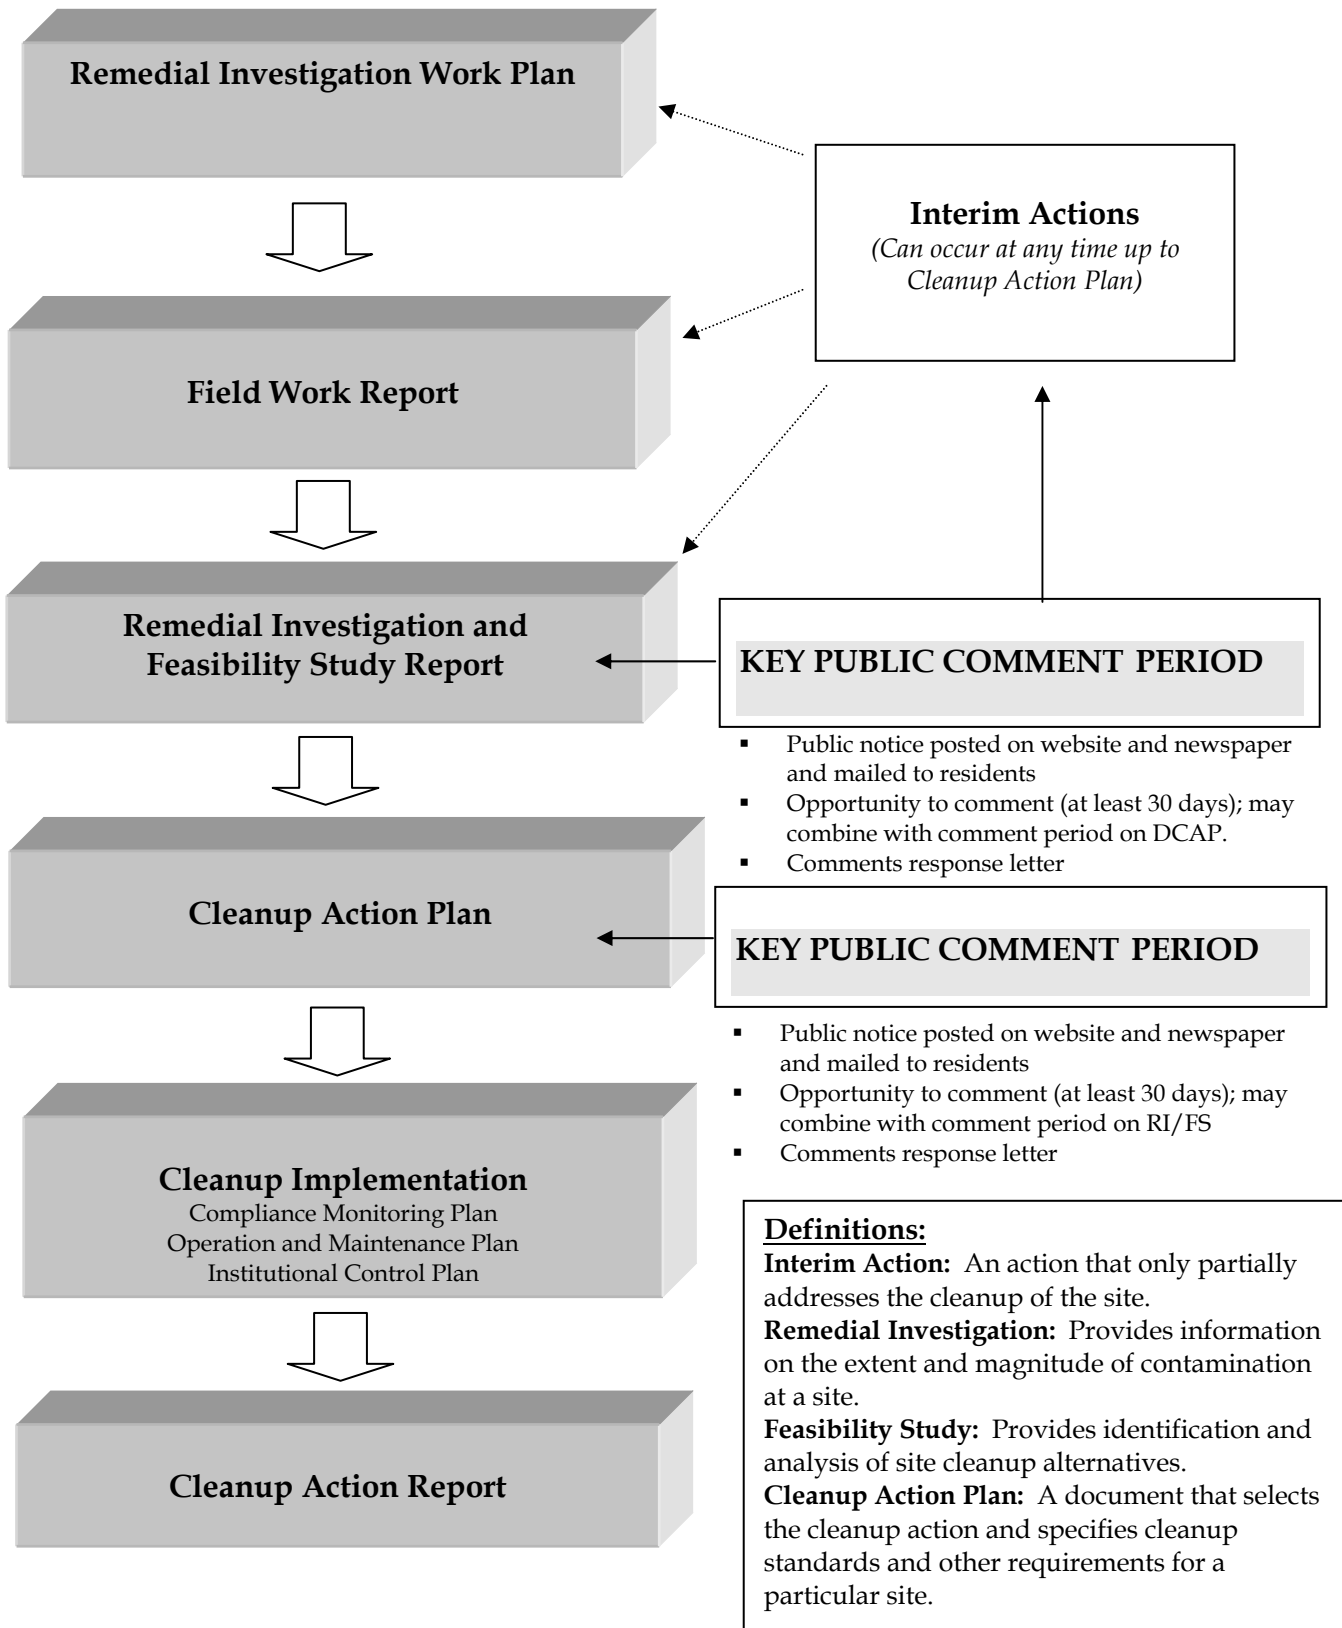 Remedial Investigation Work Plan
Interim Actions
(Can occur at any time up to
Cleanup Action Plan)
Field Work Report
Remedial Investigation and
Feasibility Study Report
KEY PUBLIC COMMENT PERIOD
▪ Public notice posted on website and newspaper
and mailed to residents
▪ Opportunity to comment (at least 30 days); may
combine with comment period on DCAP.
▪ Comments response letter
Cleanup Action Plan
KEY PUBLIC COMMENT PERIOD
▪ Public notice posted on website and newspaper
and mailed to residents
▪ Opportunity to comment (at least 30 days); may
combine with comment period on RI/FS
▪ Comments response letter
Cleanup Implementation
Compliance Monitoring Plan
Operation and Maintenance Plan
Institutional Control Plan
Cleanup Action Report
Definitions:
Interim Action: An action that only partially
addresses the cleanup of the site.
Remedial Investigation: Provides information
on the extent and magnitude of contamination
at a site.
Feasibility Study: Provides identification and
analysis of site cleanup alternatives.
Cleanup Action Plan: A document that selects
the cleanup action and specifies cleanup
standards and other requirements for a
particular site.